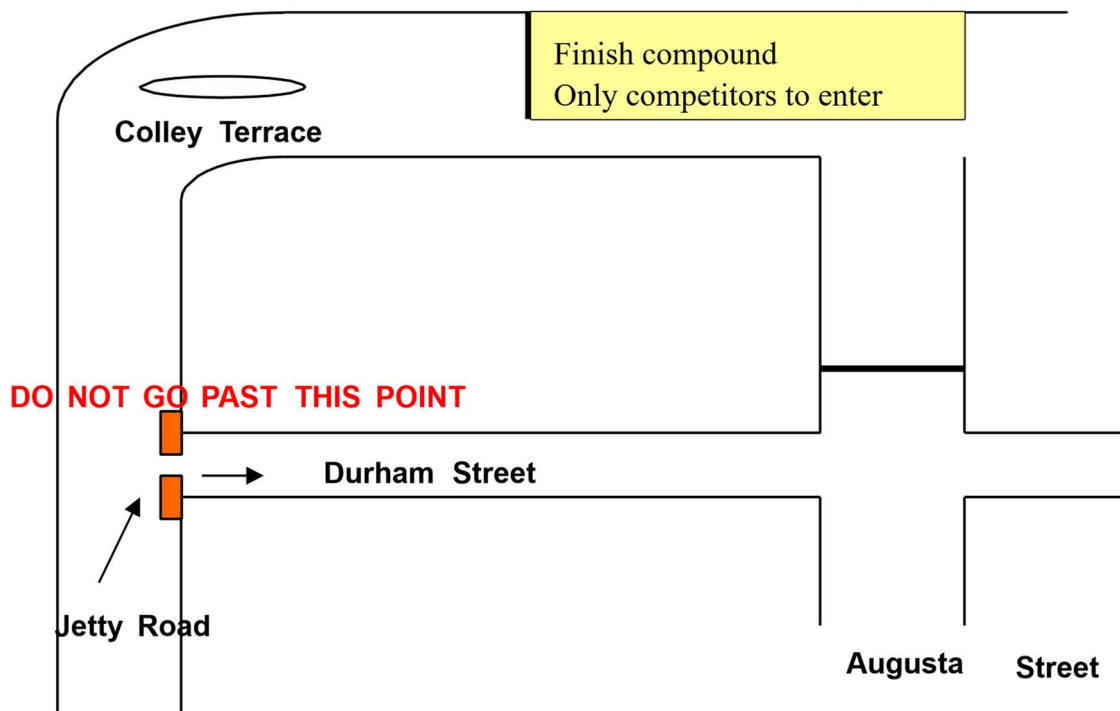 Finish compound
Only competitors to enter
Colley Terrace
DO NOT GO PAST THIS POINT
Durham Street
Jetty Road
Augusta Street